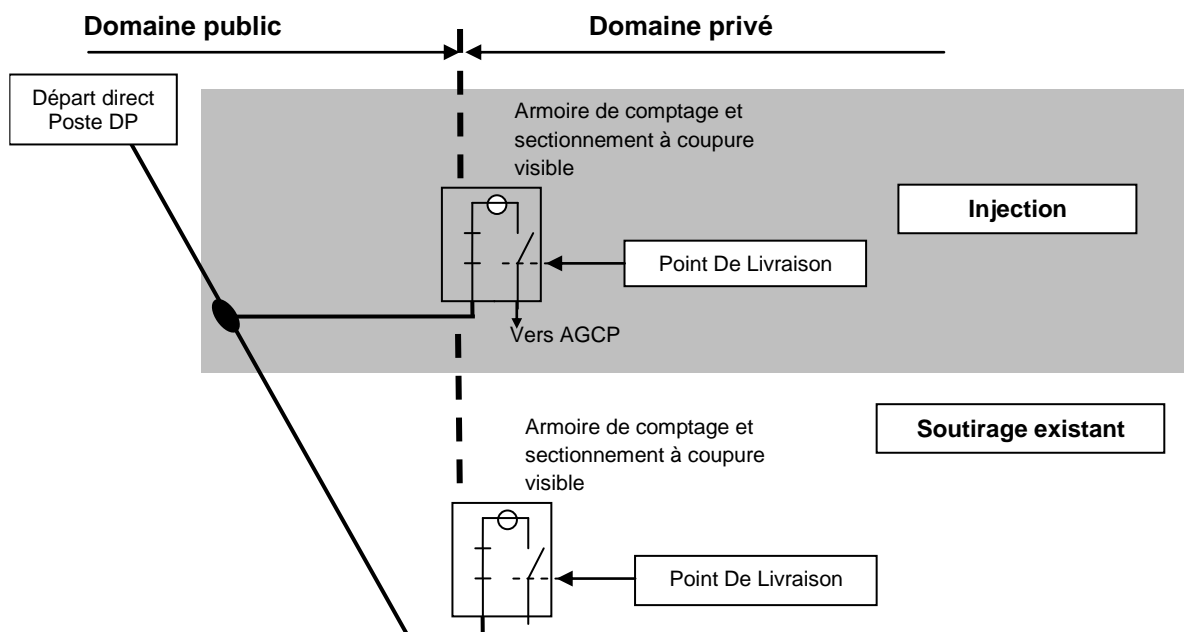 Domaine public
Domaine privé
Départ direct
Poste DP
Armoire de comptage et
sectionnement à coupure
visible
Injection
Point De Livraison
Vers AGCP
Soutirage existant
Armoire de comptage et
sectionnement à coupure
visible
Point De Livraison